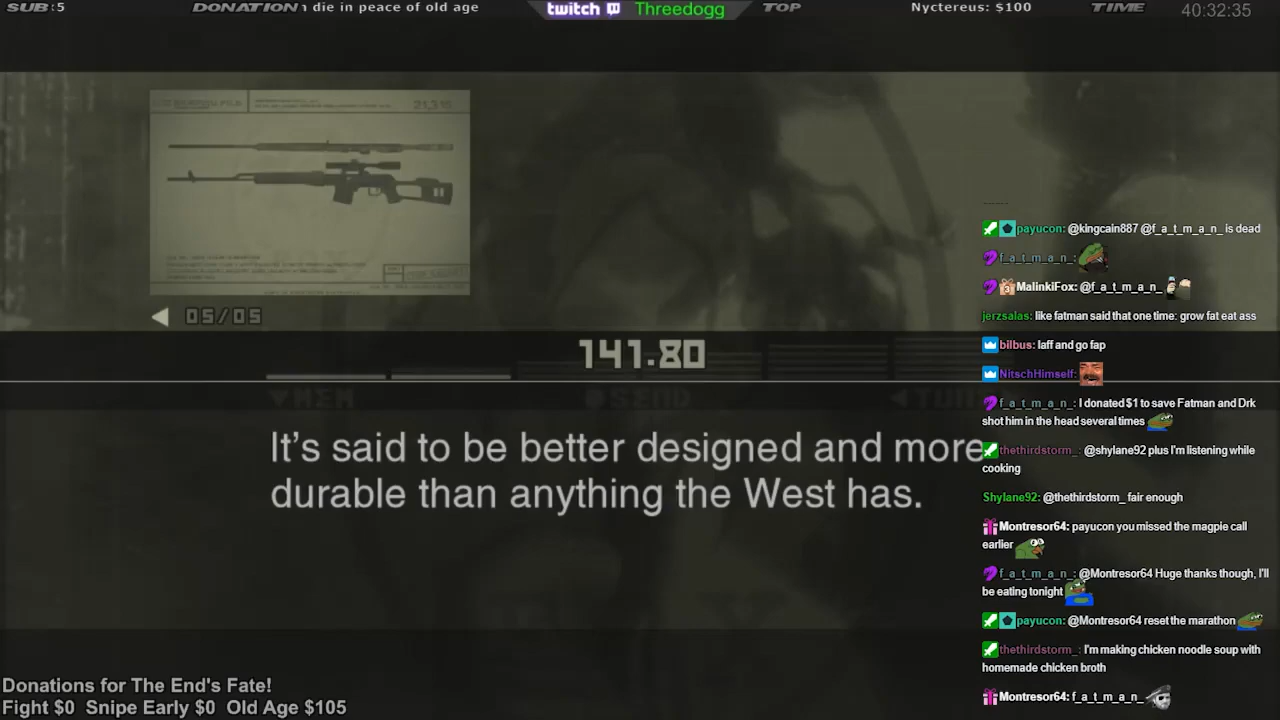 SUB:5 DONATION n die in peace of old age twitch Threedogg TOP Nyctereus: $100 TIME 40:32:35
21,315
05/05
141.80
MEM SEND TUNE
It's said to be better designed and more
durable than anything the West has.
payucon: @kingcain887 @f_a_t_m_a_n_ is dead
f_a_t_m_a_n_:
MalinkiFox: @f_a_t_m_a_n_
jerzsalas: like fatman said that one time: grow fat eat ass
bilbus: laff and go fap
NitschHimself:
f_a_t_m_a_n_: I donated $1 to save Fatman and Drk
shot him in the head several times
thethirdstorm_: @shylane92 plus I'm listening while
cooking
Shylane92: @thethirdstorm_ fair enough
Montresor64: payucon you missed the magpie call
earlier
f_a_t_m_a_n_: @Montresor64 Huge thanks though, I'll
be eating tonight
payucon: @Montresor64 reset the marathon
thethirdstorm_: I'm making chicken noodle soup with
homemade chicken broth
Montresor64: f_a_t_m_a_n_
Donations for The End's Fate!
Fight $0 Snipe Early $0 Old Age $105